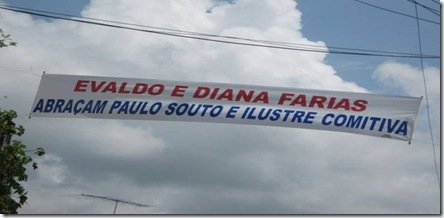 EVALDO E DIANA FARIAS
ABRAÇAM PAULO SOUTO E ILUSTRE COMITIVA